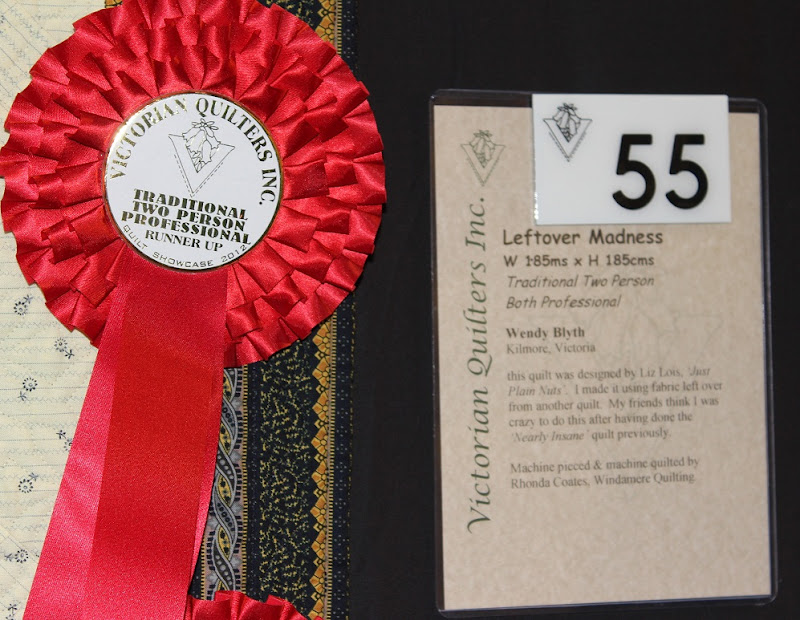 VICTORIAN QUILTERS INC.
TRADITIONAL
TWO PERSON
PROFESSIONAL
RUNNER UP
QUILT SHOWCASE 2012
55
Victorian Quilters Inc.
Leftover Madness
W 185ms x H 185cms
Traditional Two Person
Both Professional
Wendy Blyth
Kilmore, Victoria
this quilt was designed by Liz Lois, 'Just
Plain Nuts'. I made it using fabric left over
from another quilt. My friends think I was
crazy to do this after having done the
'Nearly Insane' quilt previously.
Machine pieced & machine quilted by
Rhonda Coates, Windamere Quilting.